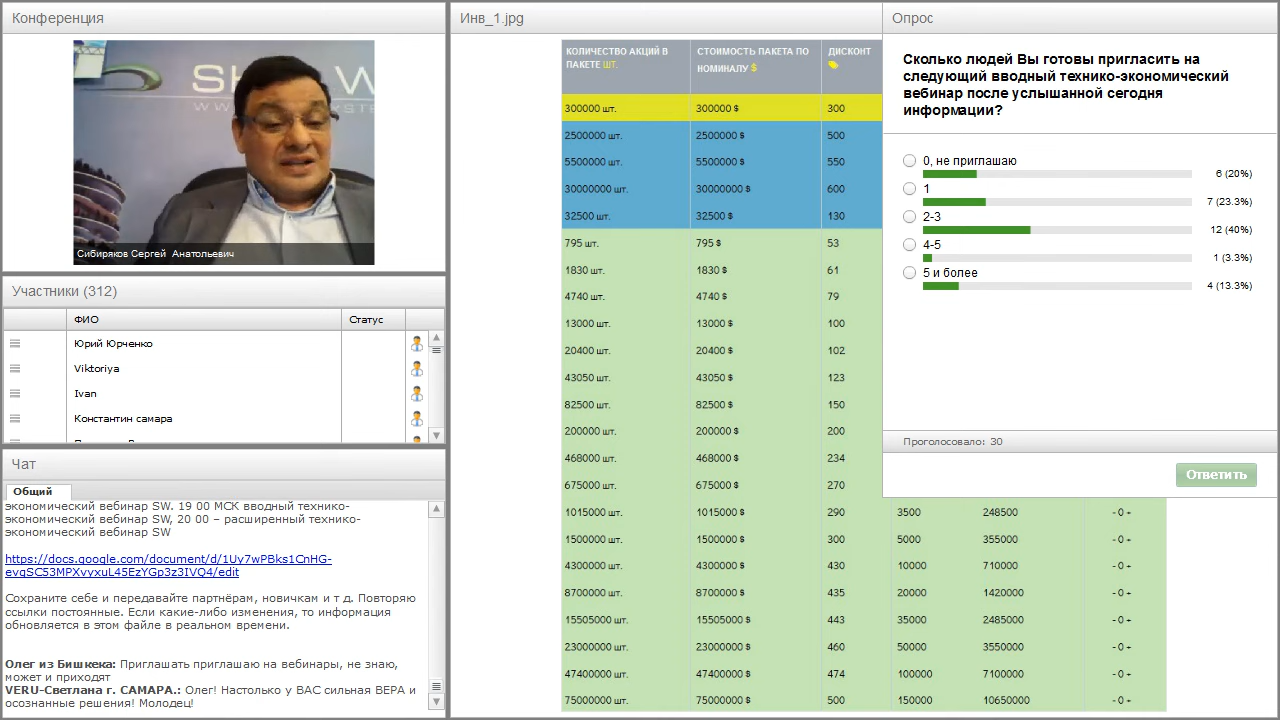 Конференция
Сибиряков Сергей Анатольевич
Участники (312)
ФИО Статус
Юрий Юрченко
Viktoriya
Ivan
Константин самара
Чат
Общий
экономический вебинар SW. 19 00 МСК вводный технико-
экономический вебинар SW, 20 00 – расширенный технико-
экономический вебинар SW
https://docs.google.com/document/d/1Uy7wPBks1CnHG-
evqSC53MPXvyxuL45EzYGp3z3IVQ4/edit
Сохраните себе и передавайте партнёрам, новичкам и т д. Повторяю
ссылки постоянные. Если какие-либо изменения, то информация
обновляется в этом файле в реальном времени.
Олег из Бишкека: Приглашать приглашаю на вебинары, не знаю,
может и приходят
VERU-Светлана г. САМАРА : Олег! Настолько у ВАС сильная ВЕРА и
осознанные решения! Молодец!
Инв_1.jpg
КОЛИЧЕСТВО АКЦИЙ В ПАКЕТЕ ШТ. СТОИМОСТЬ ПАКЕТА ПО НОМИНАЛУ $ ДИСКОНТ
300000 шт. 300000 $ 300
2500000 шт. 2500000 $ 500
5500000 шт. 5500000 $ 550
30000000 шт. 30000000 $ 600
32500 шт. 32500 $ 130
795 шт. 795 $ 53
1830 шт. 1830 $ 61
4740 шт. 4740 $ 79
13000 шт. 13000 $ 100
20400 шт. 20400 $ 102
43050 шт. 43050 $ 123
82500 шт. 82500 $ 150
200000 шт. 200000 $ 200
468000 шт. 468000 $ 234
675000 шт. 675000 $ 270
1015000 шт. 1015000 $ 290 3500 248500 - 0 +
1500000 шт. 1500000 $ 300 5000 355000 - 0 +
4300000 шт. 4300000 $ 430 10000 710000 - 0 +
8700000 шт. 8700000 $ 435 20000 1420000 - 0 +
15505000 шт. 15505000 $ 443 35000 2485000 - 0 +
23000000 шт. 23000000 $ 460 50000 3550000 - 0 +
47400000 шт. 47400000 $ 474 100000 7100000 - 0 +
75000000 шт. 75000000 $ 500 150000 10650000 - 0 +
Опрос
Сколько людей Вы готовы пригласить на
следующий вводный технико-экономический
вебинар после услышанной сегодня
информации?
0, не приглашаю
6 (20%)
1
7 (23.3%)
2-3
12 (40%)
4-5
1 (3.3%)
5 и более
4 (13.3%)
Проголосовало: 30
Ответить